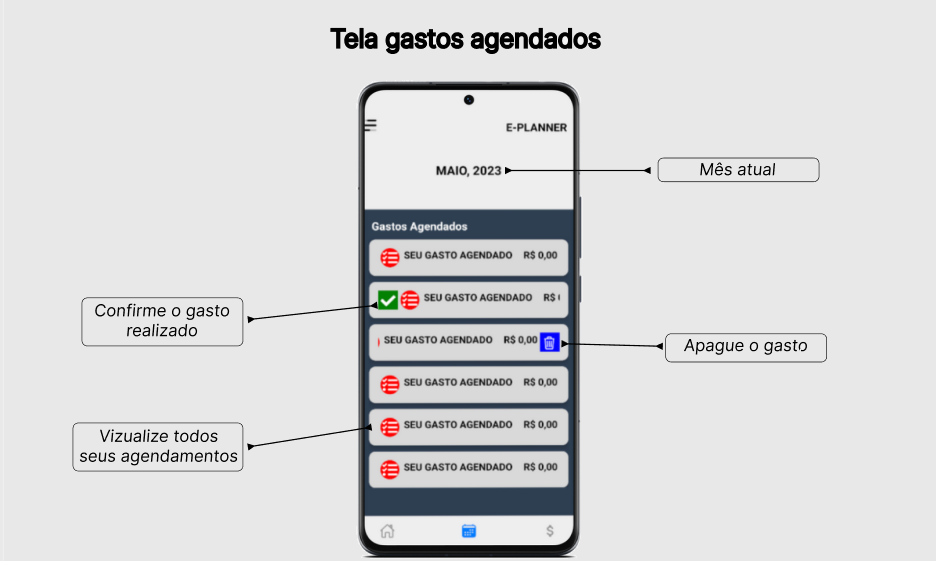 Tela gastos agendados
E-PLANNER
MAIO, 2023
Mês atual
Gastos Agendados
SEU GASTO AGENDADO R$ 0,00
SEU GASTO AGENDADO R$
Confirme o gasto
realizado
SEU GASTO AGENDADO R$ 0,00
Apague o gasto
SEU GASTO AGENDADO R$ 0,00
SEU GASTO AGENDADO R$ 0,00
Vizualize todos
seus agendamentos
SEU GASTO AGENDADO R$ 0,00
$